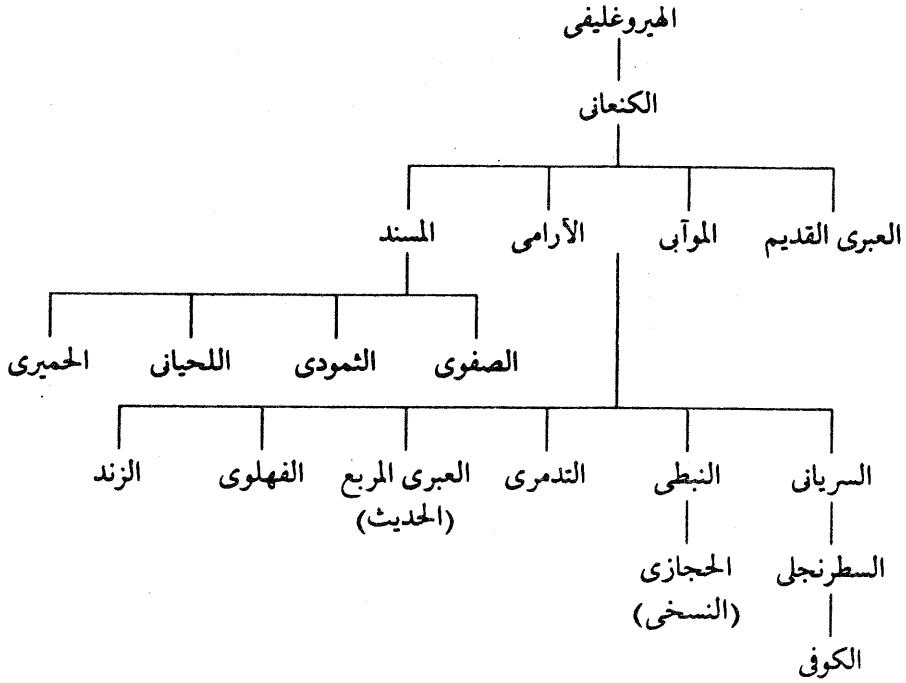 الهيروغليفى
الكنعانى
العبرى القديم
الموآبى
الآرامى
المسند
الصفوى
الثمودى
اللحيانى
الحميرى
السريانى
النبطى
التدمرى
العبرى المربع
(الحديث)
الفهلوى
الزند
السطرنجلى
الحجازى
(النسخى)
الكوفى